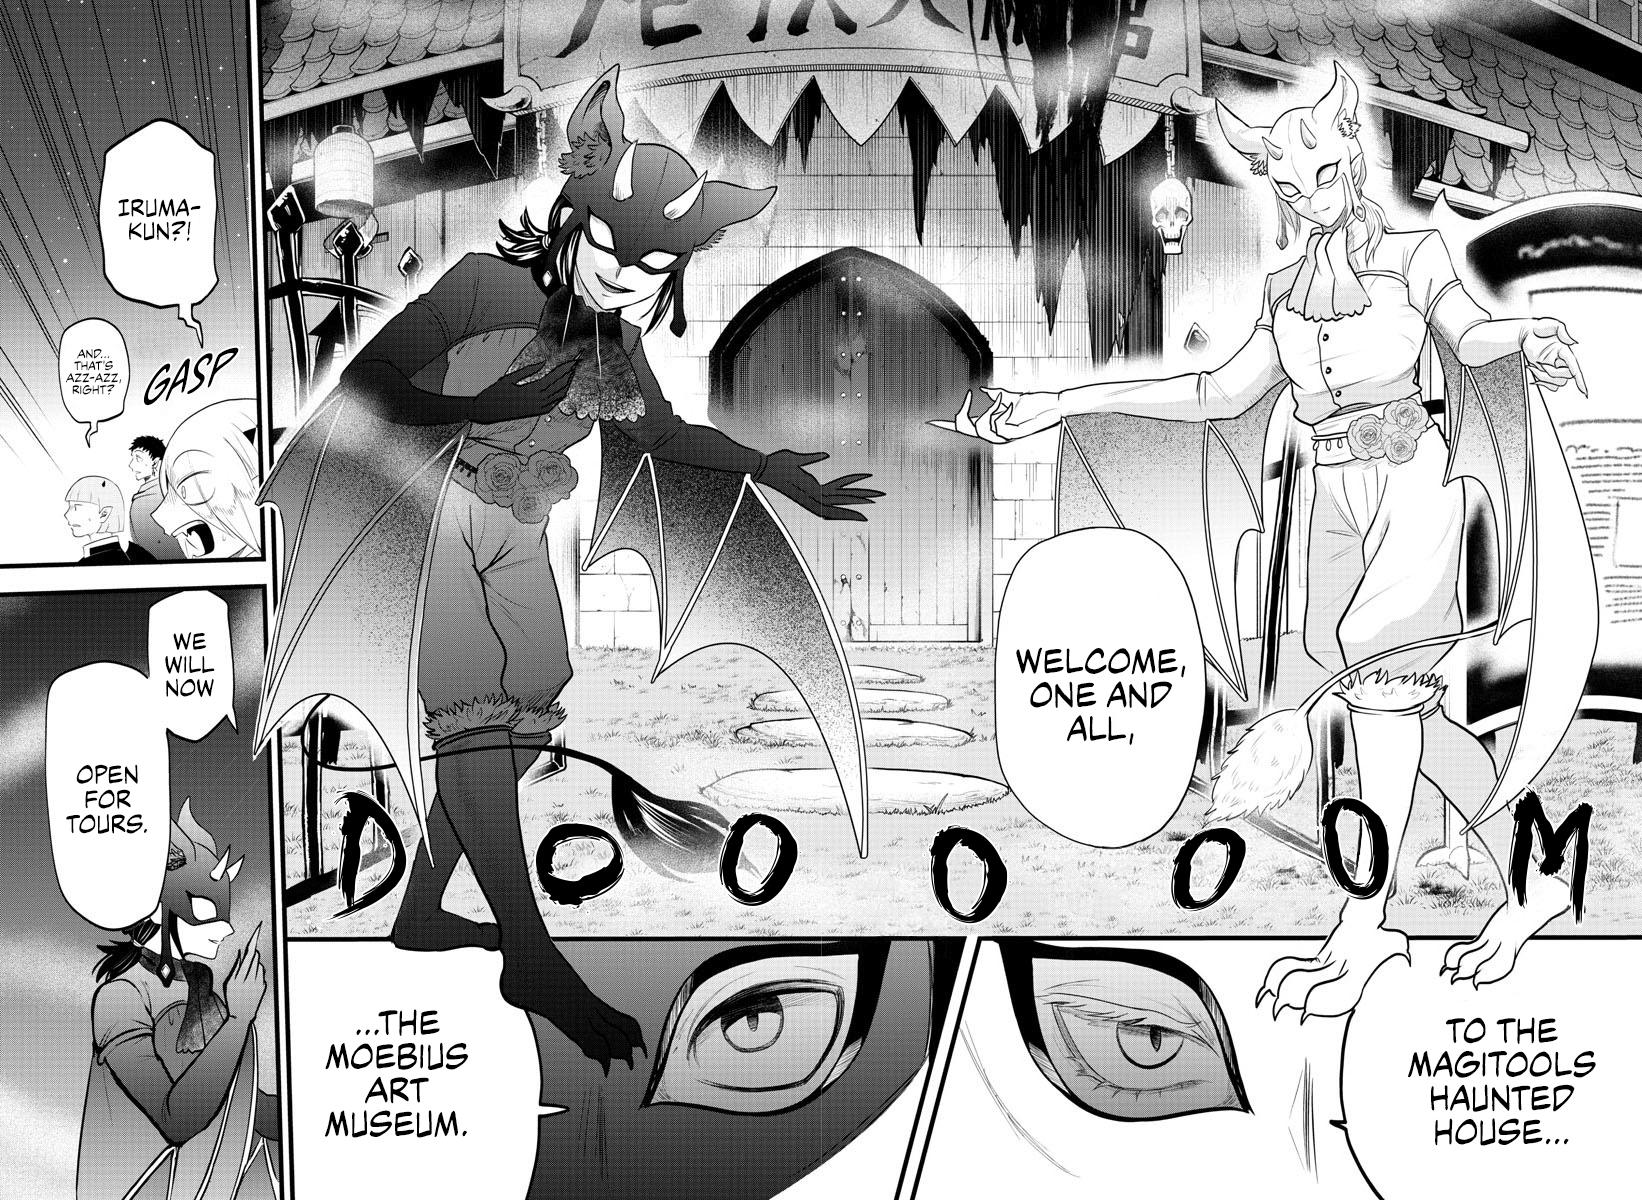 WELCOME,
ONE AND
ALL,
DOOOOOM
TO THE
MAGITOOLS
HAUNTED
HOUSE...
...THE
MOEBIUS
ART
MUSEUM.
IRUMA-
KUN?!
GASP
AND...
THAT'S
AZZ-AZZ,
RIGHT?
WE
WILL
NOW
OPEN
FOR
TOURS.